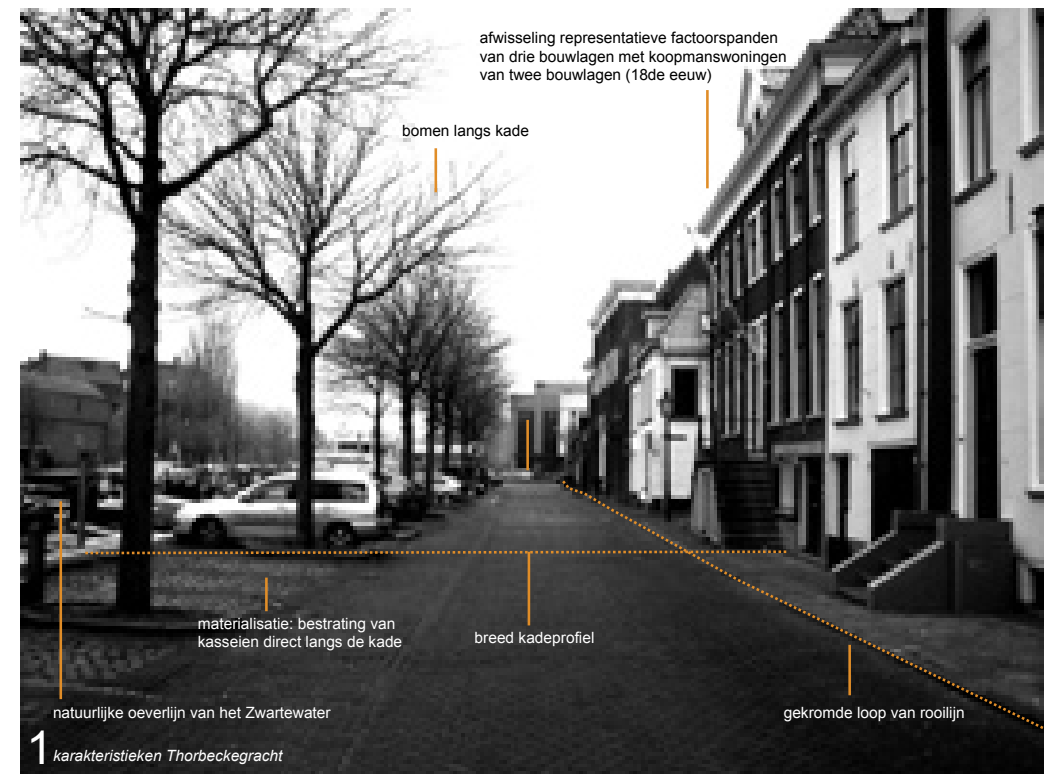 afwisseling representatieve factoorspanden
van drie bouwlagen met koopmanswoningen
van twee bouwlagen (18de eeuw)
bomen langs kade
materialisatie: bestrating van
kasseien direct langs de kade
breed kadeprofiel
natuurlijke oeverlijn van het Zwartewater
gekromde loop van rooilijn
1 karakteristieken Thorbeckegracht